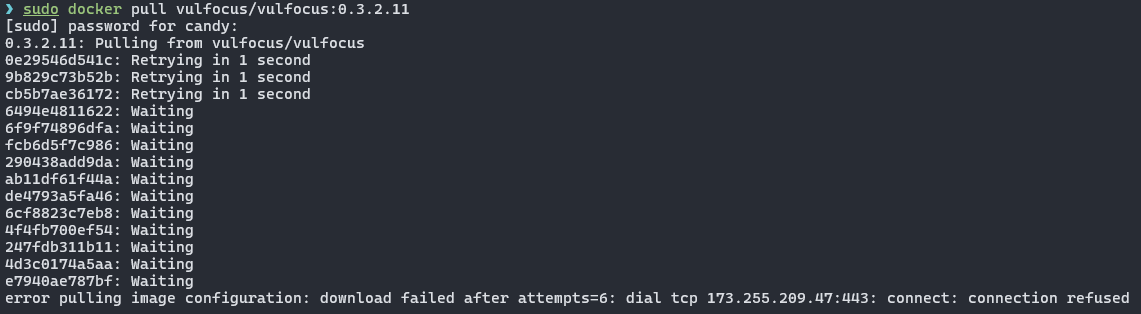 ❯ sudo docker pull vulfocus/vulfocus:0.3.2.11
[sudo] password for candy:
0.3.2.11: Pulling from vulfocus/vulfocus
0e29546d541c: Retrying in 1 second
9b829c73b52b: Retrying in 1 second
cb5b7ae36172: Retrying in 1 second
6494e4811622: Waiting
6f9f74896dfa: Waiting
fcb6d5f7c986: Waiting
290438add9da: Waiting
ab11df61f44a: Waiting
de4793a5fa46: Waiting
6cf8823c7eb8: Waiting
4f4fb700ef54: Waiting
247fdb311b11: Waiting
4d3c0174a5aa: Waiting
e7940ae787bf: Waiting
error pulling image configuration: download failed after attempts=6: dial tcp 173.255.209.47:443: connect: connection refused